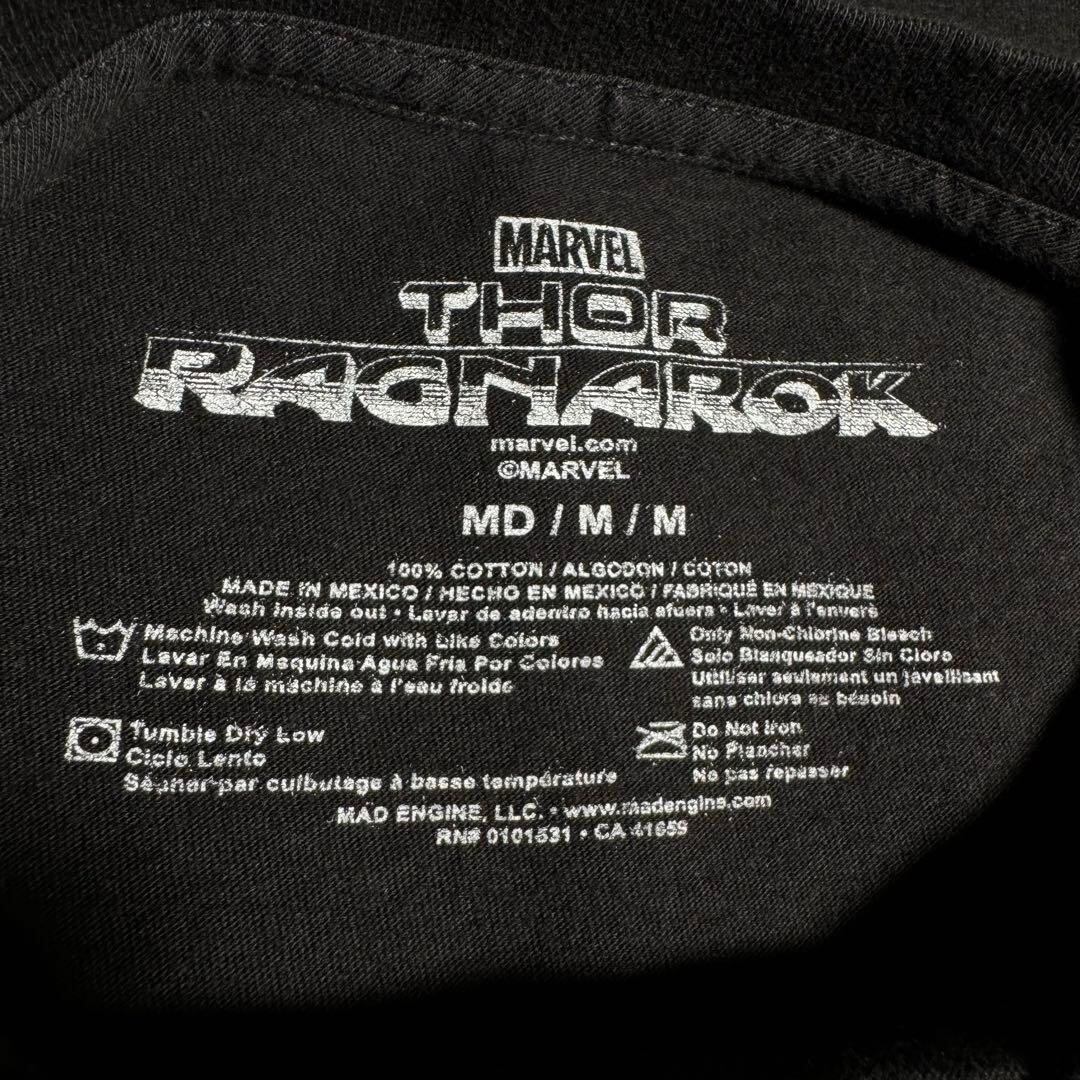 MARVEL
THOR
RAGNAROK
marvel.com
©MARVEL
MD / M / M
100% COTTON / ALGODON / COTON
MADE IN MEXICO / HECHO EN MEXICO / FABRIQUÉ EN MEXIQUE
Wash inside out • Lavar de adentro hacia afuera • Laver à l'envers
Machine Wash Cold with Like Colors
Lavar En Maquina Agua Fria Por Colores
Laver à la machine à l'eau froide
Only Non-Chlorine Bleach
Solo Blanqueador Sin Cloro
Utiliser seulement un javellisant
sans chlore au besoin
Tumble Dry Low
Ciclo Lento
Sécher par culbutage à basse température
Do Not Iron
No Planchar
No pas repasser
MAD ENGINE, LLC. • www.madengine.com
RN# 0101531 • CA 41659